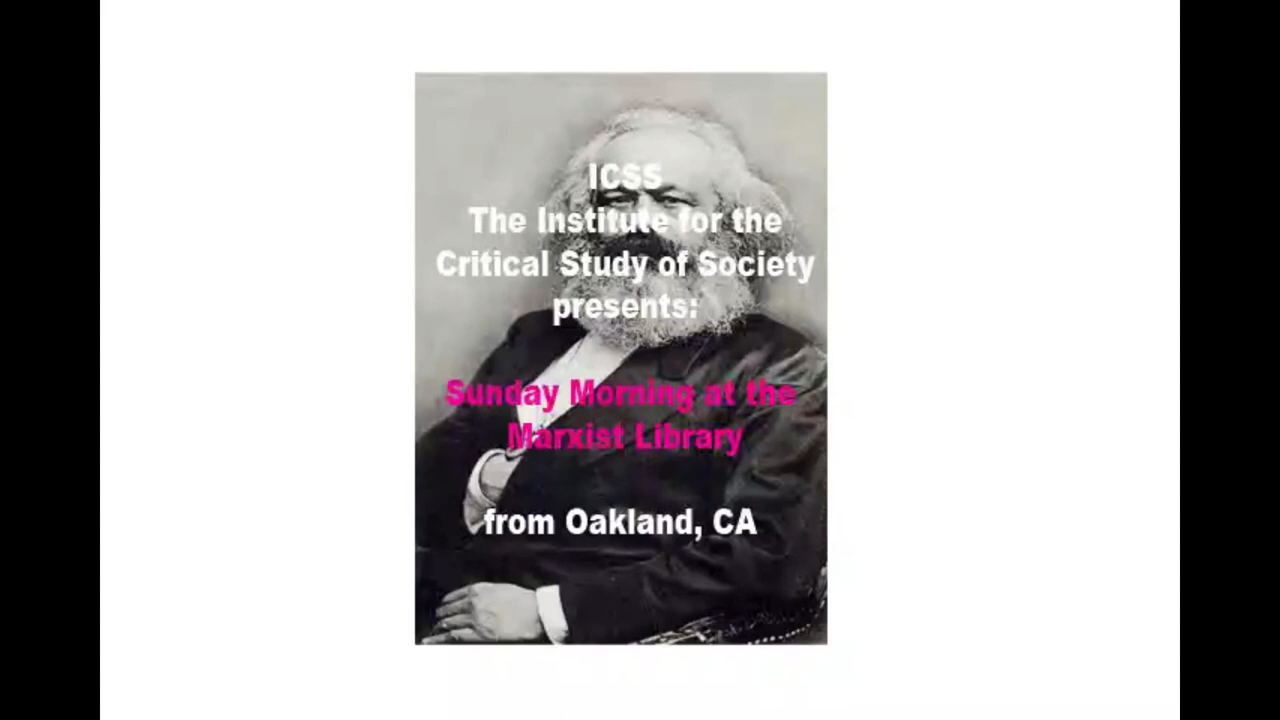 ICSS
The Institute for the
Critical Study of Society
presents:
Sunday Morning at the
Marxist Library
from Oakland, CA